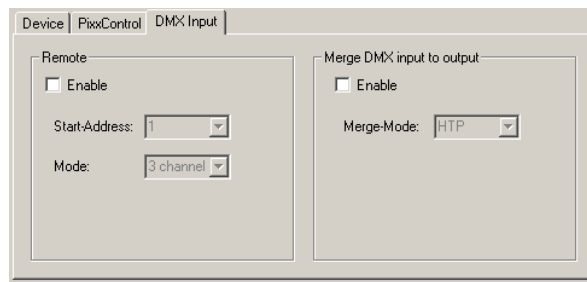 Device PixxControl DMX Input
Remote
Enable
Start-Address: 1
Mode: 3 channel
Merge DMX input to output
Enable
Merge-Mode: HTP